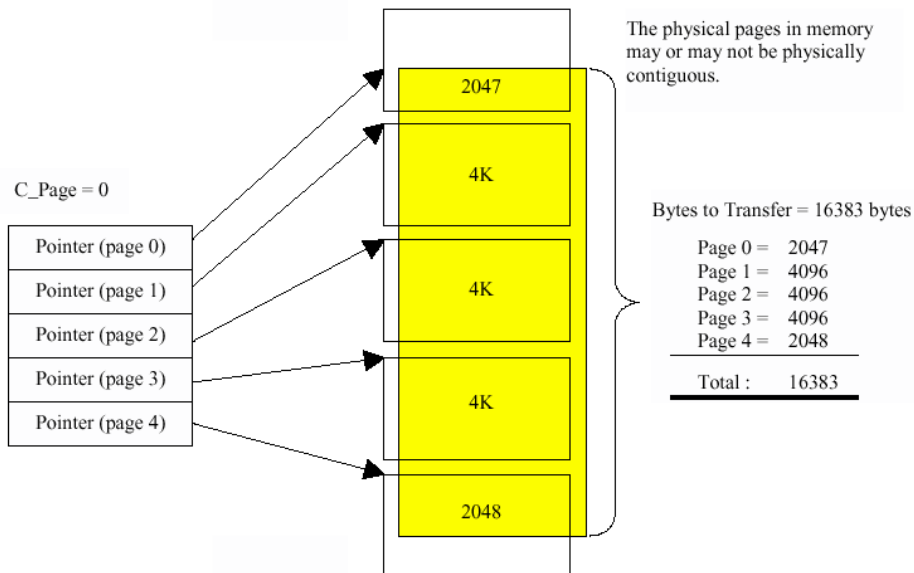 The physical pages in memory
may or may not be physically
contiguous.
2047
4K
C_Page = 0
Bytes to Transfer = 16383 bytes
Pointer (page 0)
Pointer (page 1)
Pointer (page 2)
Pointer (page 3)
Pointer (page 4)
4K
4K
2048
Page 0 = 2047
Page 1 = 4096
Page 2 = 4096
Page 3 = 4096
Page 4 = 2048
Total : 16383